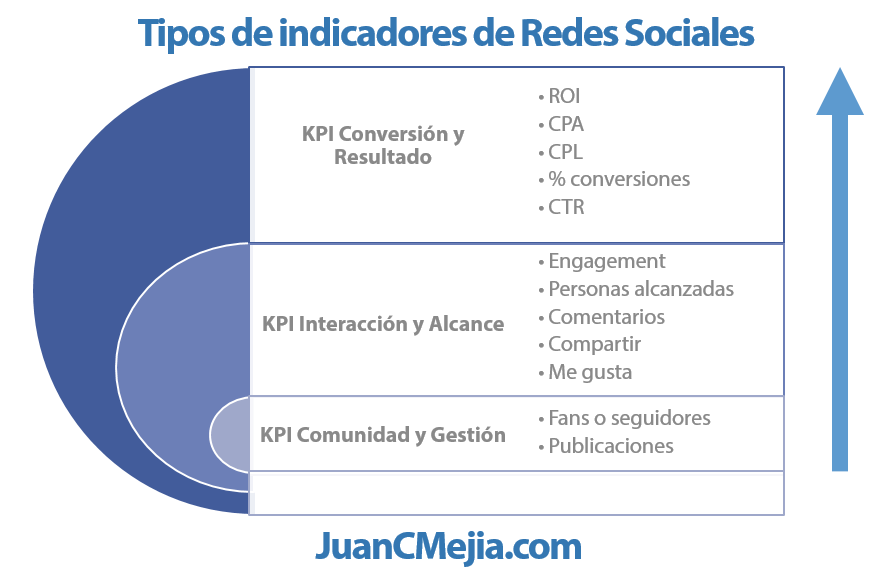 Tipos de indicadores de Redes Sociales
KPI Conversión y
Resultado
• ROI
• CPA
• CPL
• % conversiones
• CTR
KPI Interacción y Alcance
• Engagement
• Personas alcanzadas
• Comentarios
• Compartir
• Me gusta
KPI Comunidad y Gestión
• Fans o seguidores
• Publicaciones
JuanCMejia.com